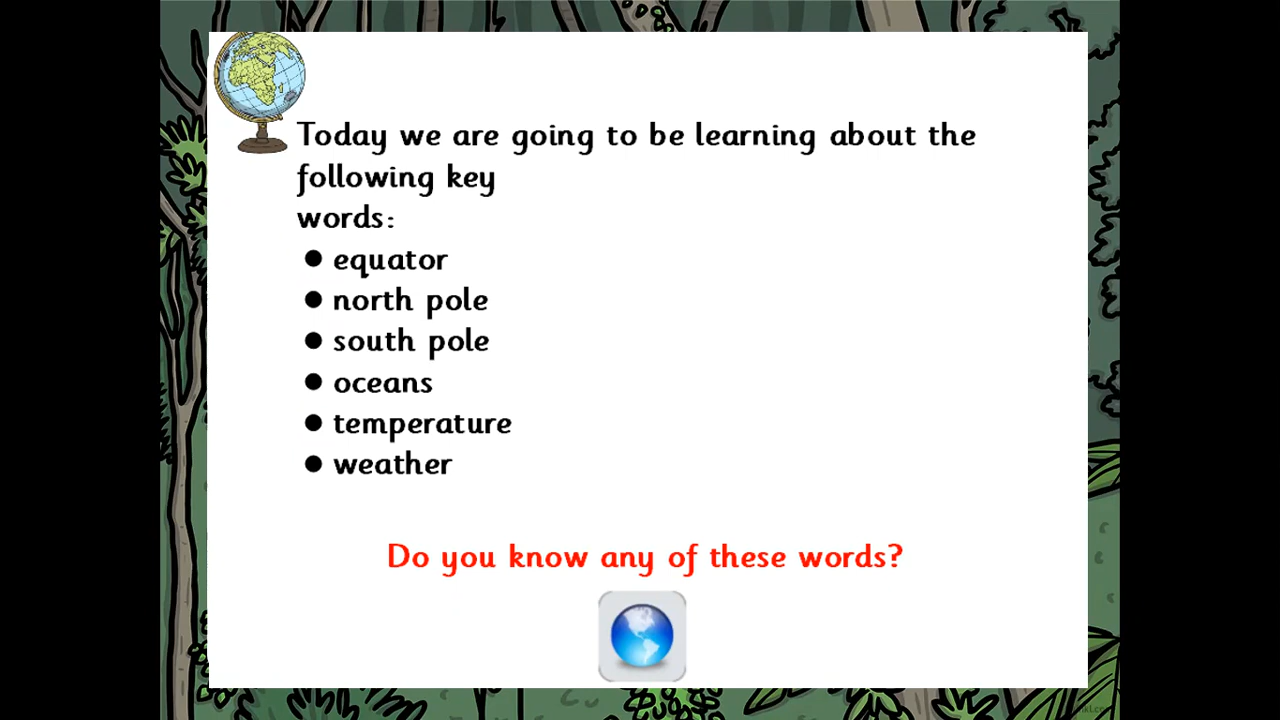 Today we are going to be learning about the
following key
words:
● equator
● north pole
● south pole
● oceans
● temperature
● weather
Do you know any of these words?